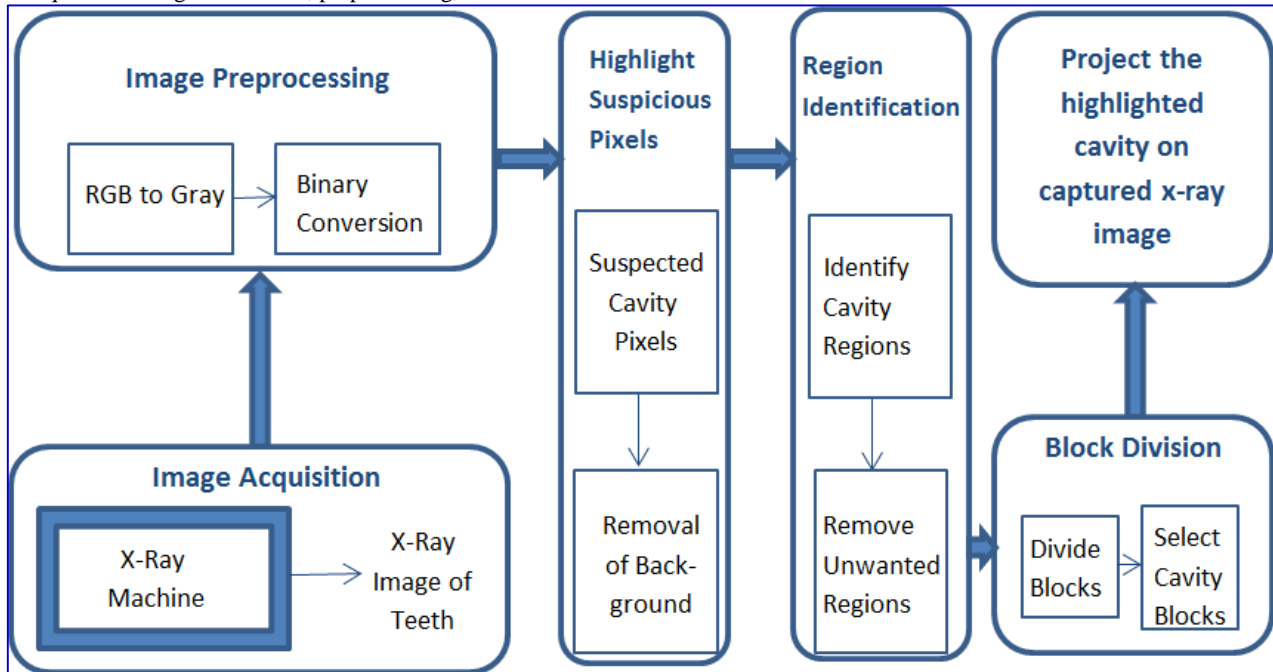 Image Preprocessing
RGB to Gray
Binary
Conversion
Highlight
Suspicious
Pixels
Suspected
Cavity
Pixels
Removal
of Back-
ground
Region
Identification
Identify
Cavity
Regions
Remove
Unwanted
Regions
Project the
highlighted
cavity on
captured x-ray
image
Image Acquisition
X-Ray
Machine
X-Ray
Image of
Teeth
Block Division
Divide
Blocks
Select
Cavity
Blocks